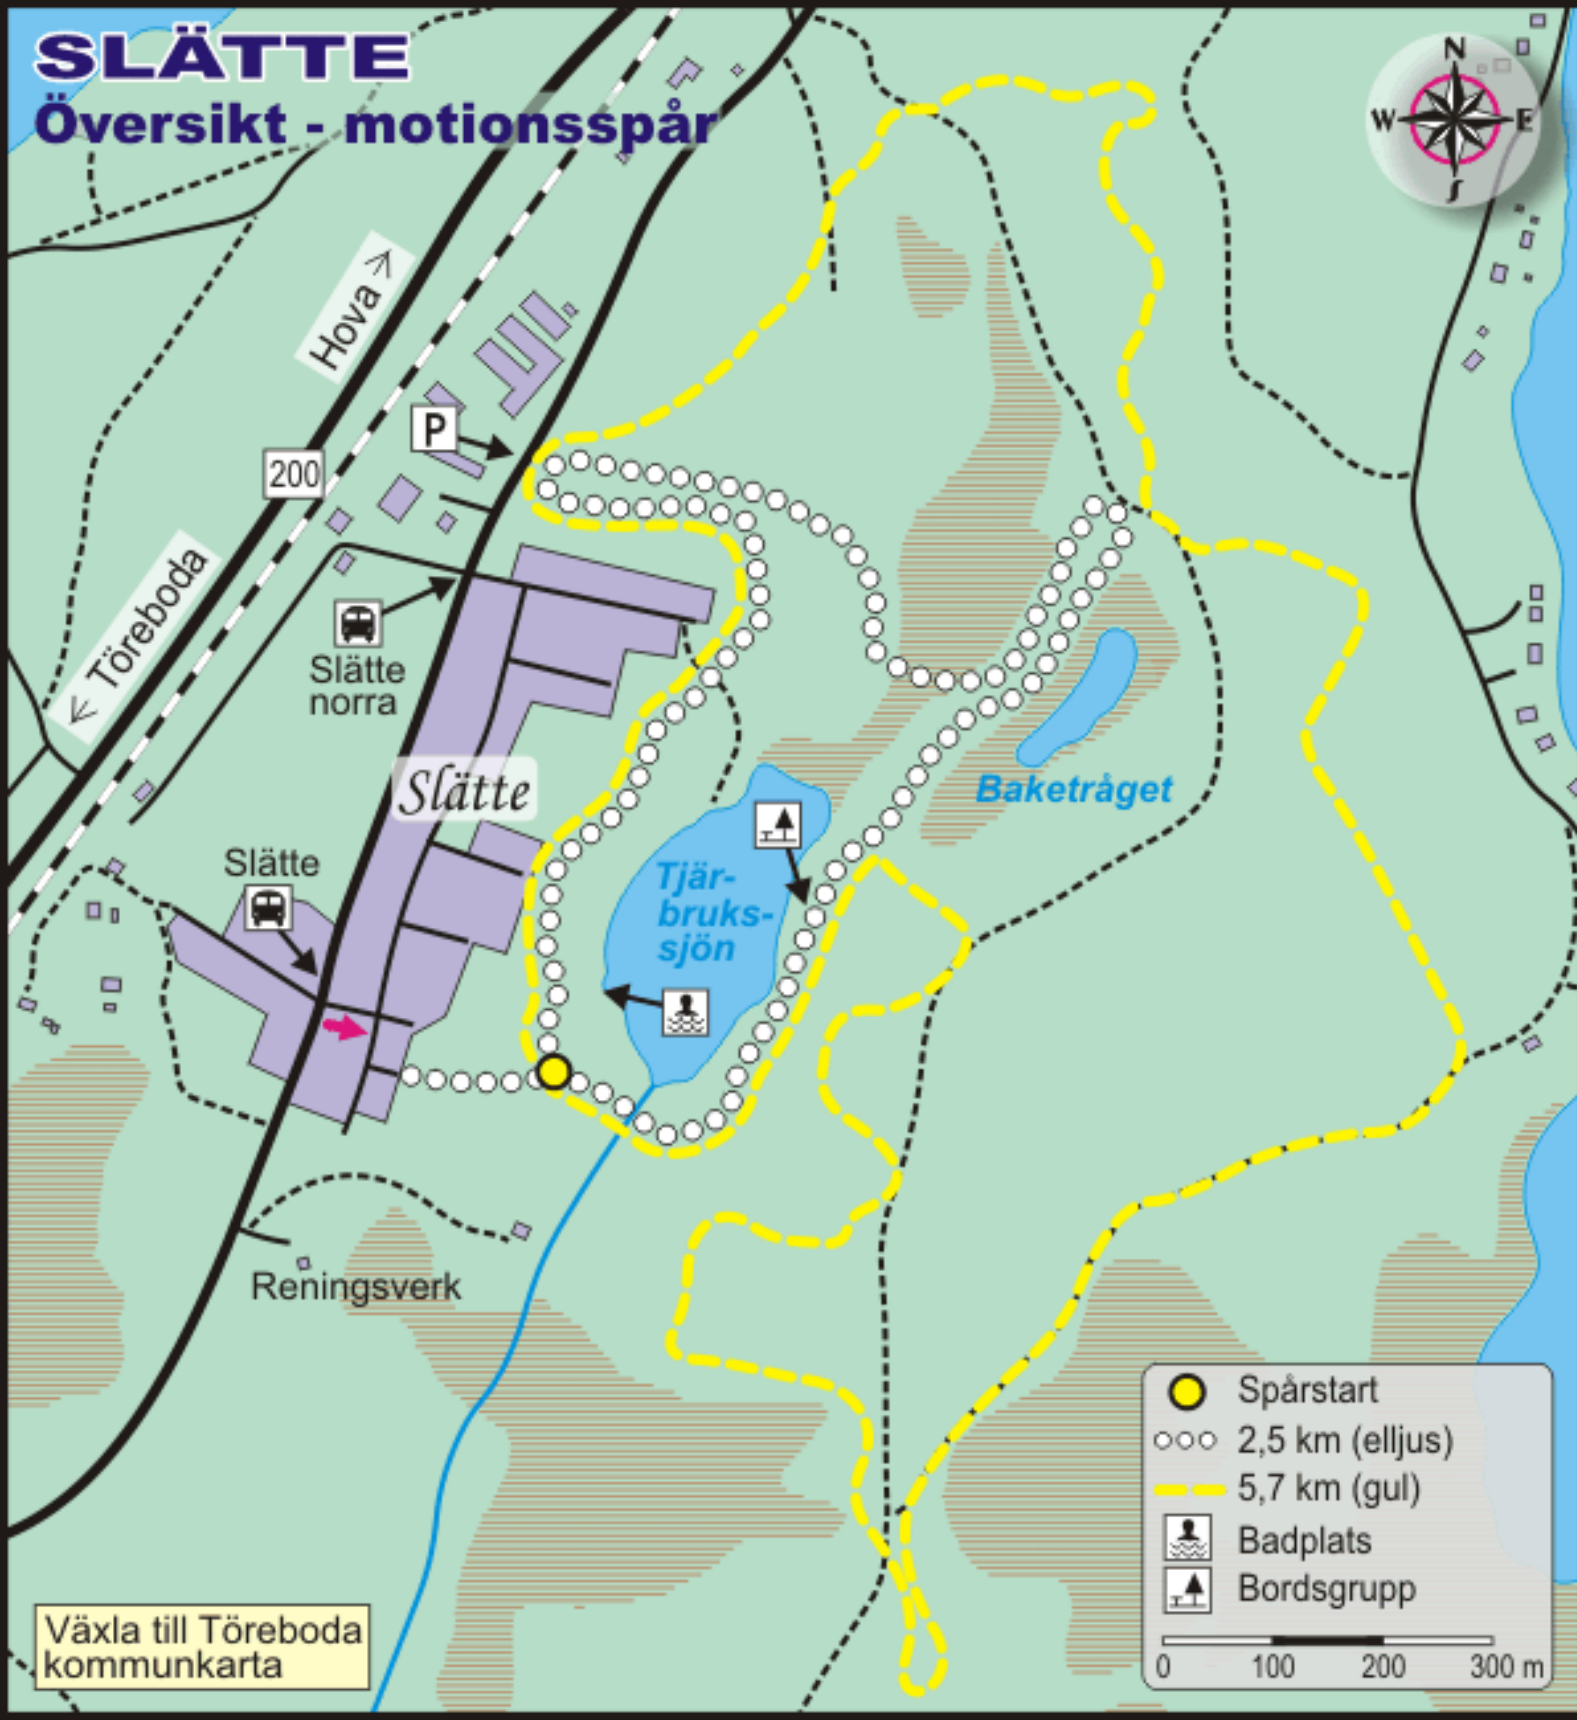 SLÄTTE
Översikt - motionsspår
N
W E
S
Hova
200
P
Töreboda
Slätte
norra
Slätte
Slätte
Baketråget
Tjär-
bruks-
sjön
Reningsverk
Spårstart
2,5 km (elljus)
5,7 km (gul)
Badplats
Bordsgrupp
0 100 200 300 m
Växla till Töreboda
kommunkarta